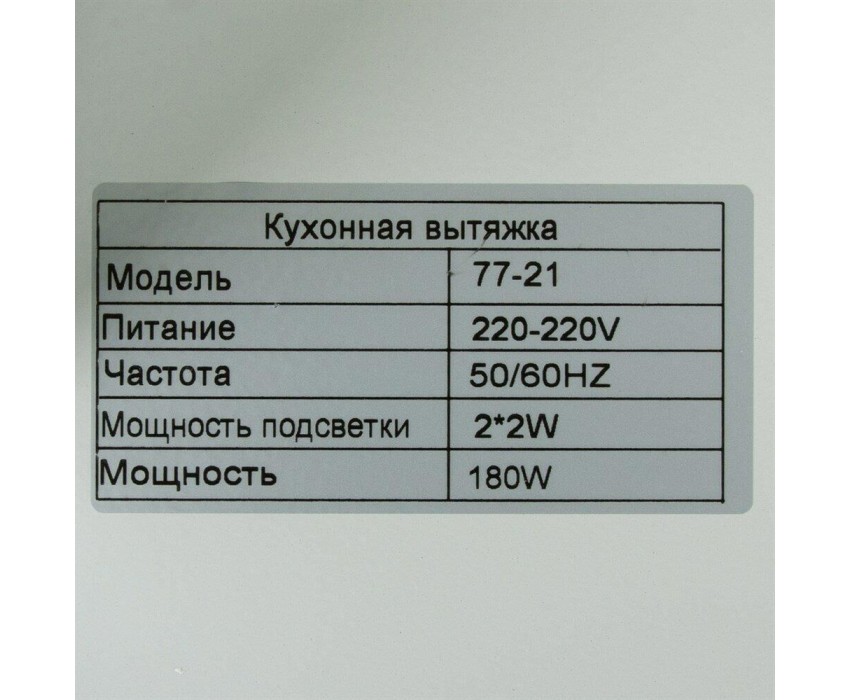 Кухонная вытяжка
Модель 77-21
Питание 220-220V
Частота 50/60HZ
Мощность подсветки 2*2W
Мощность 180W